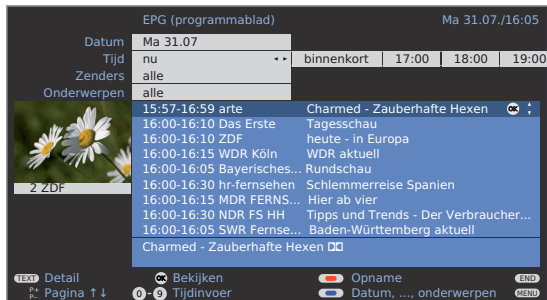 EPG (programmablad) Ma 31.07./16:05
Datum Ma 31.07
Tijd nu binnenkort 17:00 18:00 19:00
Zenders alle
Onderwerpen alle
15:57-16:59 arte Charmed - Zauberhafte Hexen OK
16:00-16:10 Das Erste Tagesschau
16:00-16:10 ZDF heute - in Europa
16:00-16:15 WDR Köln WDR aktuell
16:00-16:05 Bayerisches... Rundschau
16:00-16:30 hr-fernsehen Schlemmerreise Spanien
16:00-16:15 MDR FERNS... Hier ab vier
16:00-16:30 NDR FS HH Tipps und Trends - Der Verbraucher...
16:00-16:05 SWR Fernse... Baden-Württemberg aktuell
2 ZDF
Charmed - Zauberhafte Hexen
TEXT Detail OK Bekijken Opname END
P+ P- Pagina ↑↓ 0-9 Tijdinvoer Datum, ..., onderwerpen MENU